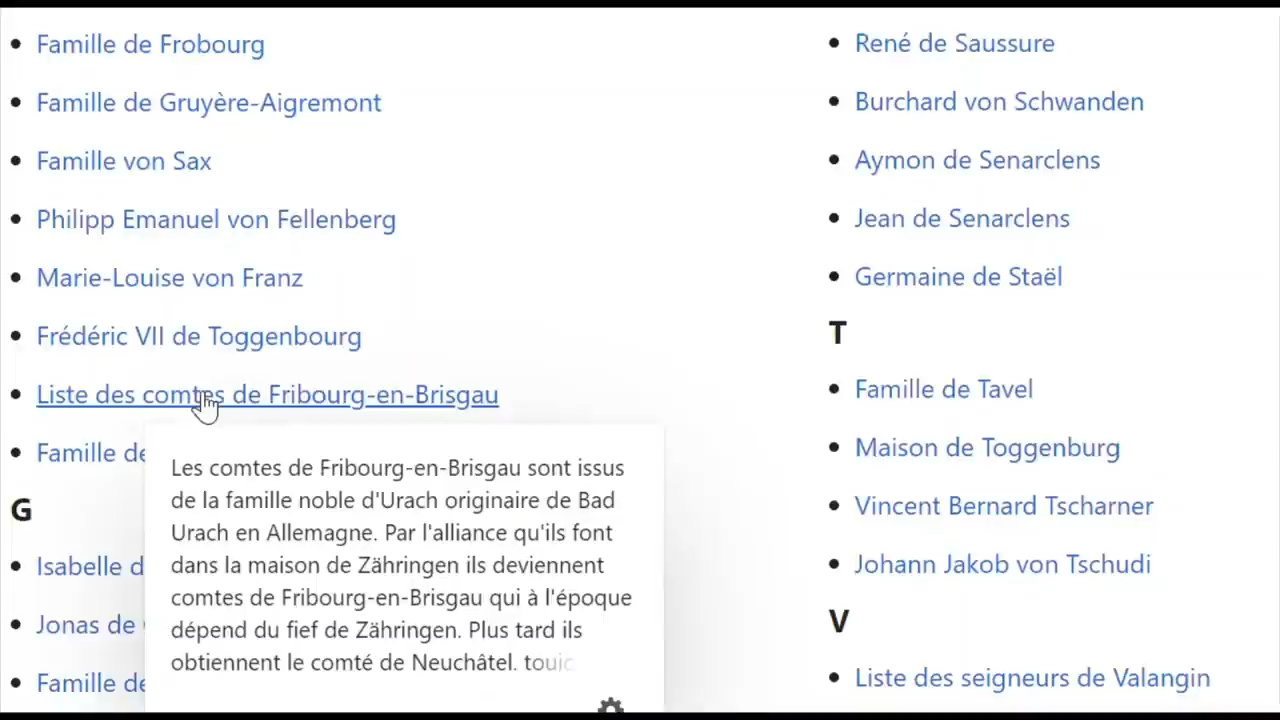 Famille de Frobourg
Famille de Gruyère-Aigremont
Famille von Sax
Philipp Emanuel von Fellenberg
Marie-Louise von Franz
Frédéric VII de Toggenbourg
Liste des comtes de Fribourg-en-Brisgau
Famille de
G
Isabelle d
Jonas de
Famille de
Les comtes de Fribourg-en-Brisgau sont issus
de la famille noble d'Urach originaire de Bad
Urach en Allemagne. Par l'alliance qu'ils font
dans la maison de Zähringen ils deviennent
comtes de Fribourg-en-Brisgau qui à l'époque
dépend du fief de Zähringen. Plus tard ils
obtiennent le comté de Neuchâtel.
René de Saussure
Burchard von Schwanden
Aymon de Senarclens
Jean de Senarclens
Germaine de Staël
T
Famille de Tavel
Maison de Toggenburg
Vincent Bernard Tscharner
Johann Jakob von Tschudi
V
Liste des seigneurs de Valangin